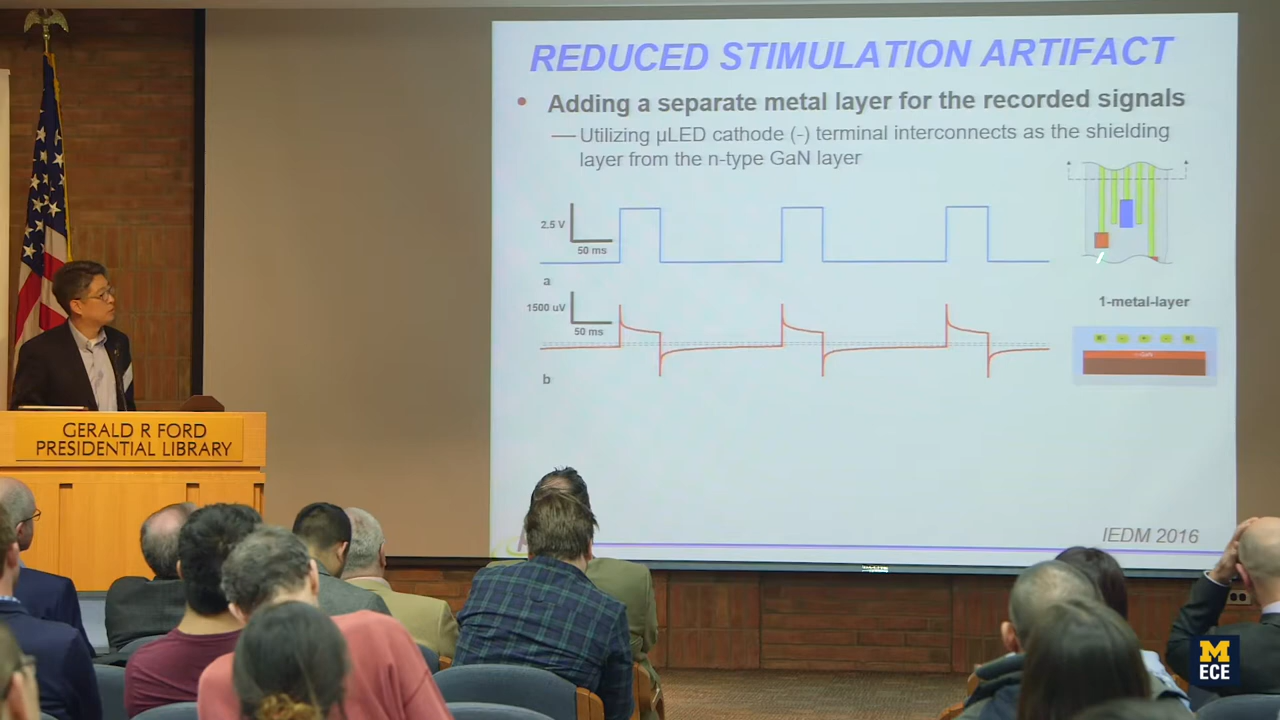 REDUCED STIMULATION ARTIFACT
• Adding a separate metal layer for the recorded signals
— Utilizing µLED cathode (-) terminal interconnects as the shielding
layer from the n-type GaN layer
2.5 V
50 ms
a
1500 uV
50 ms
b
1-metal-layer
IEDM 2016
GERALD R FORD
PRESIDENTIAL LIBRARY
M
ECE